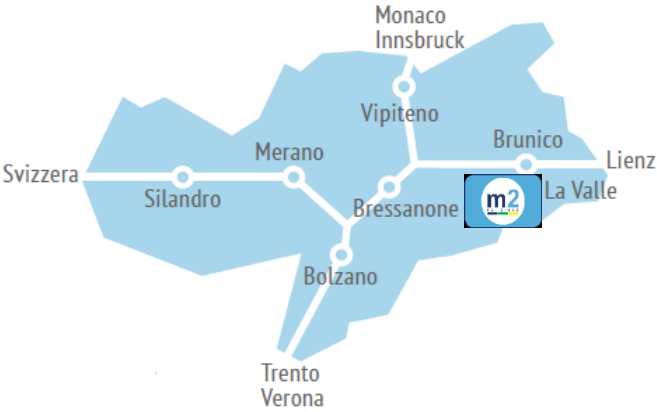 Monaco
Innsbruck
Vipiteno
Brunico
Merano
Lienz
Svizzera
Silandro
Bressanone
m2
La Valle
Bolzano
Trento
Verona